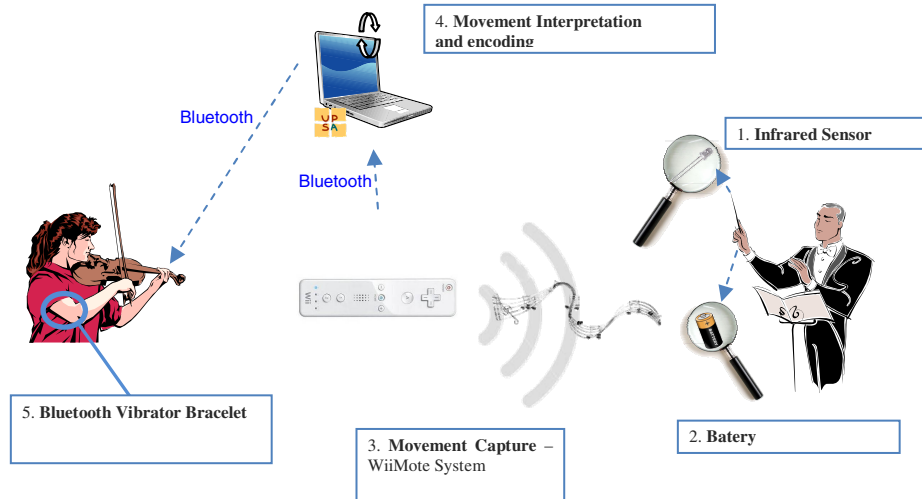 4. Movement Interpretation
and encoding
Bluetooth
UP
SA
1. Infrared Sensor
Bluetooth
Wii
5. Bluetooth Vibrator Bracelet
3. Movement Capture –
WiiMote System
2. Batery